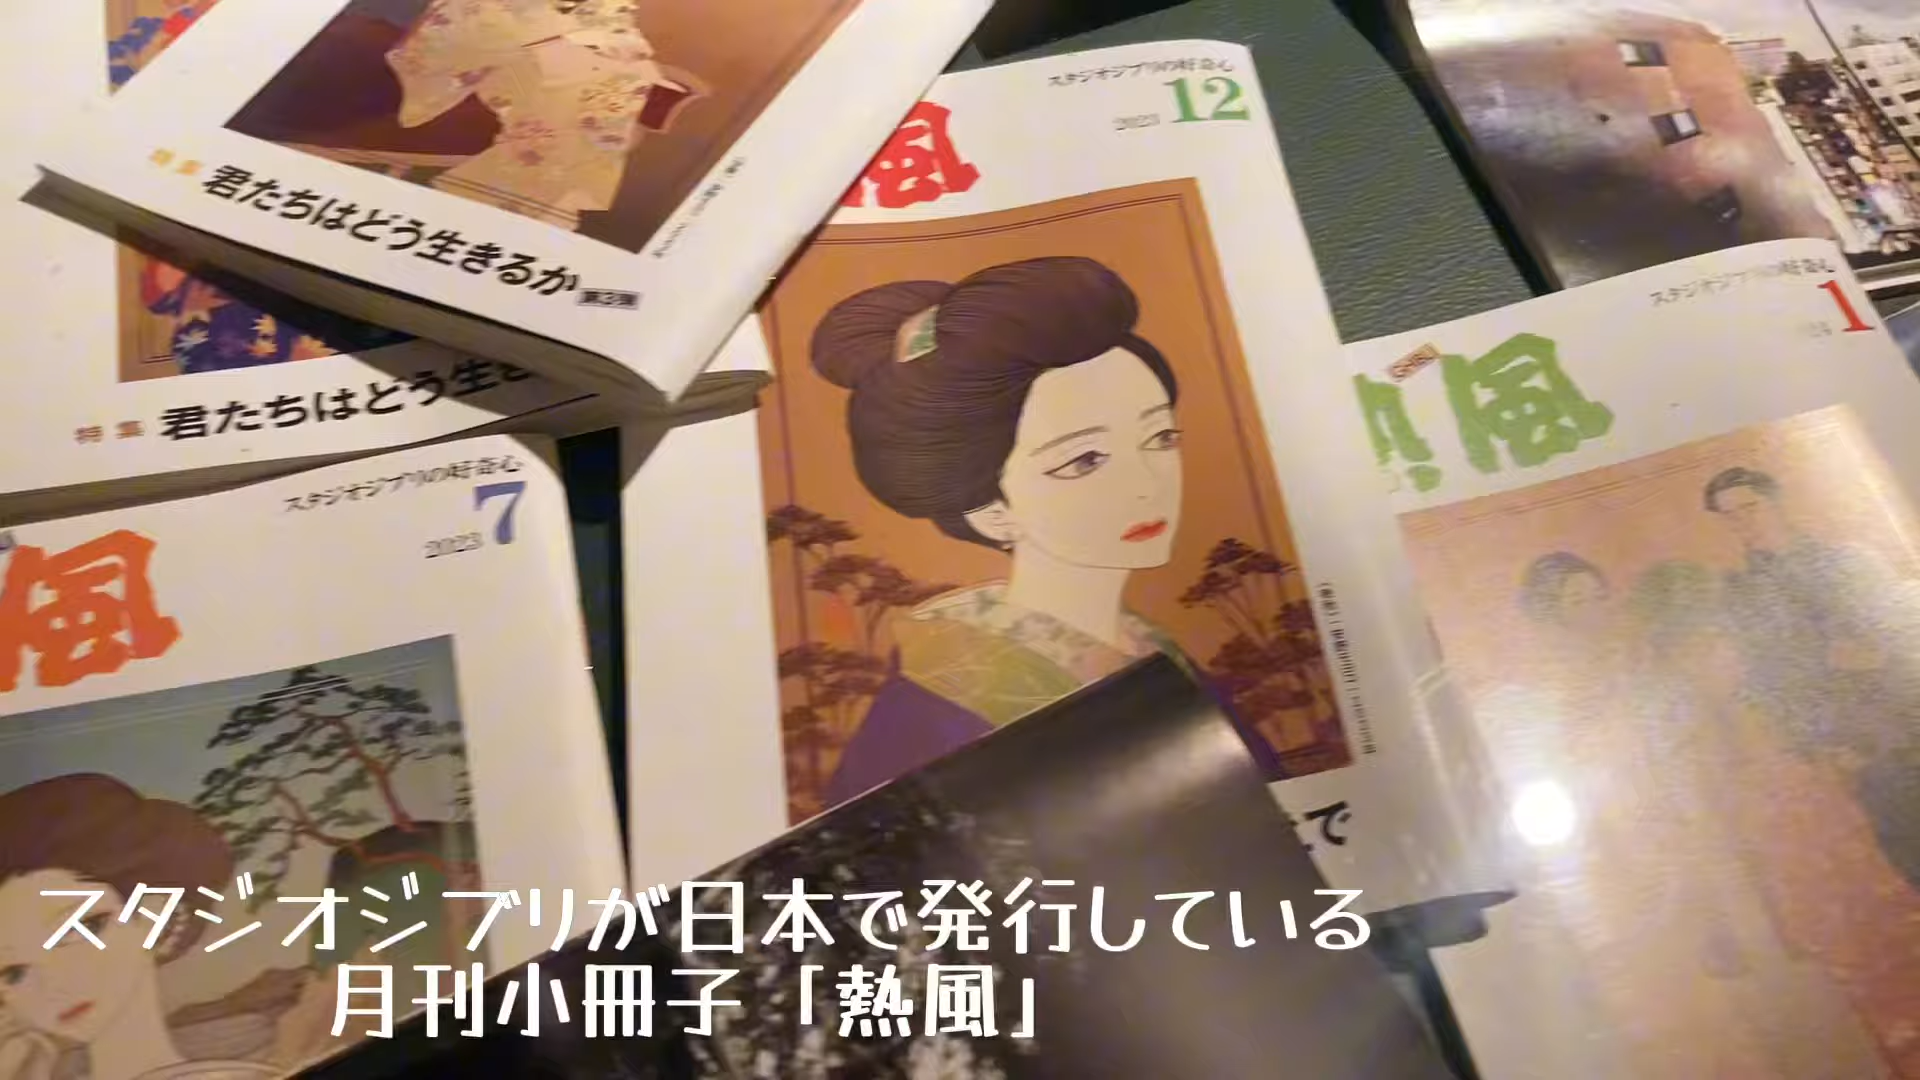 特集 君たちはどう生きるか 第3弾
特集 君たちはどう生き
スタジオジブリの好奇心
2023 7
風
スタジオジブリの好奇心
2023 12
風
で
スタジオジブリの好奇心
1
GHIBLI
風
スタジオジブリが日本で発行している
月刊小冊子「熱風」